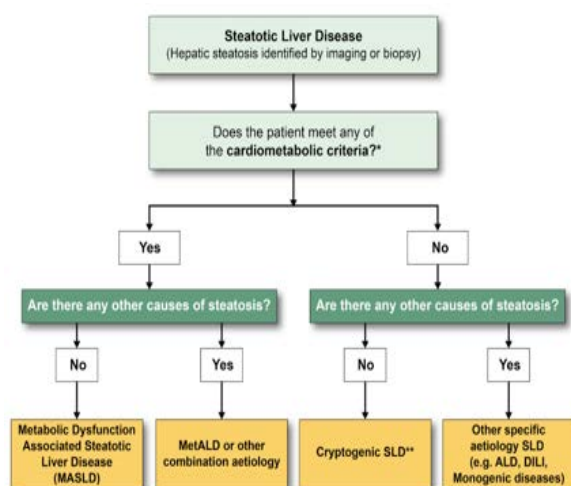 Steatotic Liver Disease
(Hepatic steatosis identified by imaging or biopsy)
Does the patient meet any of
the cardiometabolic criteria?*
Yes
No
Are there any other causes of steatosis?
Are there any other causes of steatosis?
No
Yes
No
Yes
Metabolic Dysfunction
Associated Steatotic
Liver Disease
(MASLD)
MetALD or other
combination aetiology
Cryptogenic SLD**
Other specific
aetiology SLD
(e.g. ALD, DILI,
Monogenic diseases)